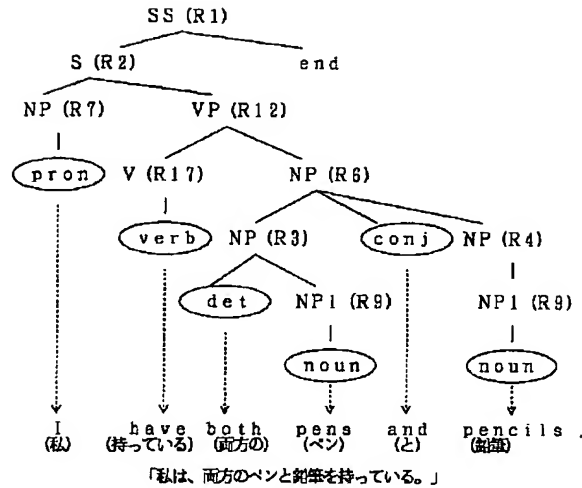 SS (R1)
S (R2) end
NP (R7) VP (R12)
pron V (R17) NP (R6)
verb NP (R3) conj NP (R4)
det NP1 (R9) NP1 (R9)
noun noun
I have both pens and pencils .
(私) (持っている) (両方の) (ペン) (と) (鉛筆)
「私は、両方のペンと鉛筆を持っている。」